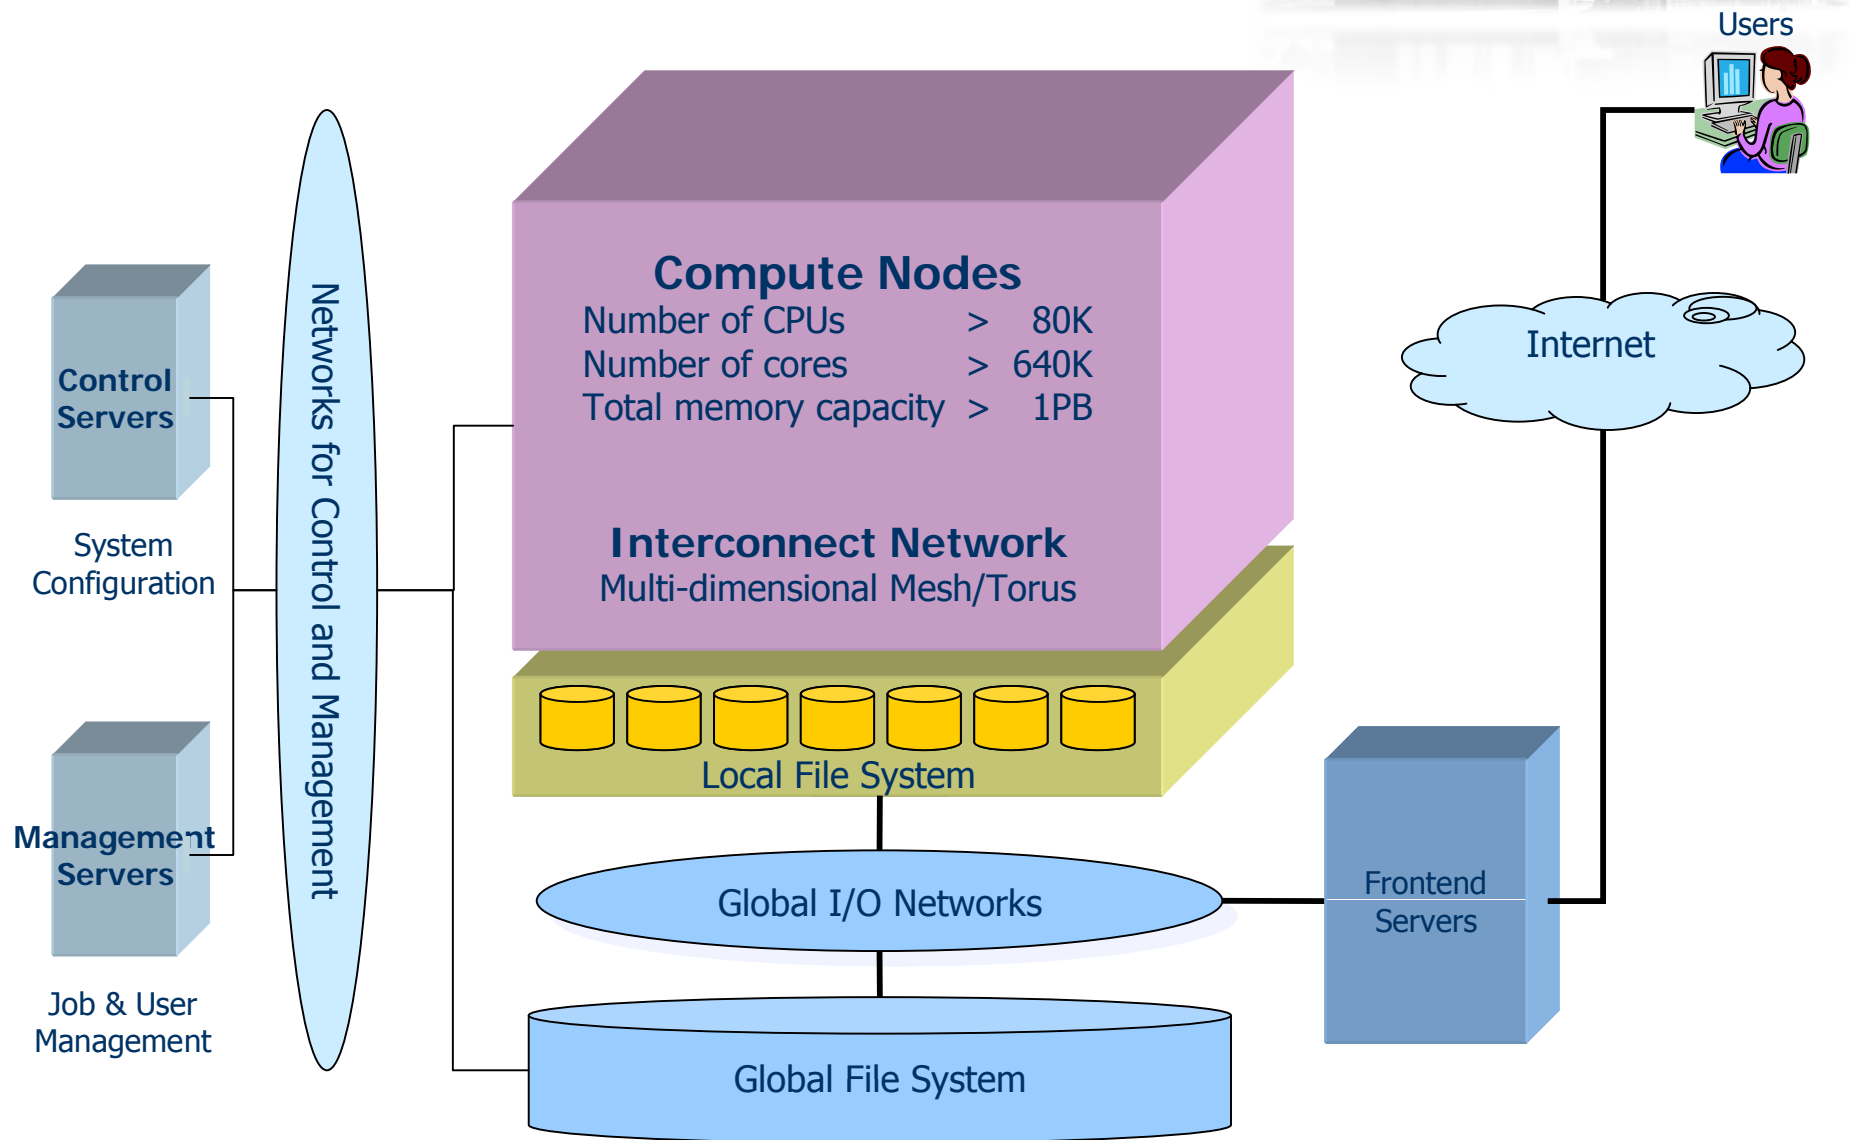 Users
Compute Nodes
Number of CPUs > 80K
Number of cores > 640K
Total memory capacity > 1PB
Interconnect Network
Multi-dimensional Mesh/Torus
Local File System
Control
Servers
System
Configuration
Management
Servers
Job & User
Management
Networks for Control and Management
Internet
Global I/O Networks
Frontend
Servers
Global File System